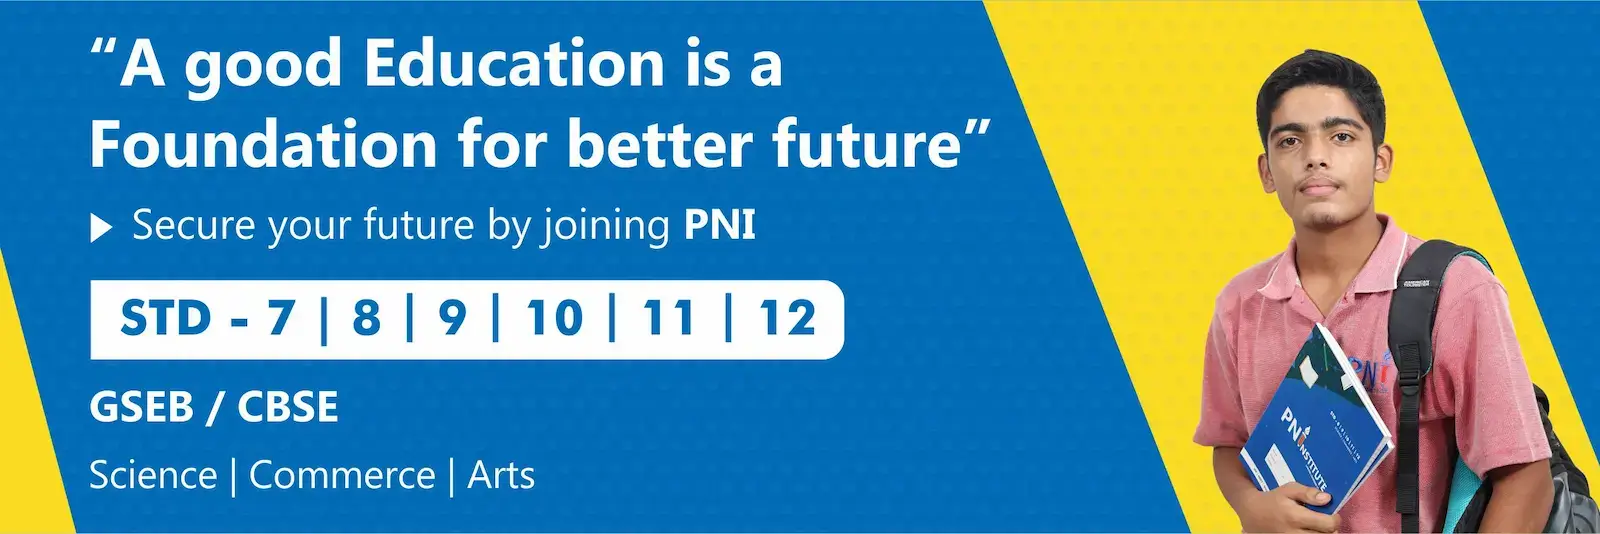 “A good Education is a
Foundation for better future”
Secure your future by joining PNI
STD - 7 | 8 | 9 | 10 | 11 | 12
GSEB / CBSE
Science | Commerce | Arts
PNI
PNINSTITUTE